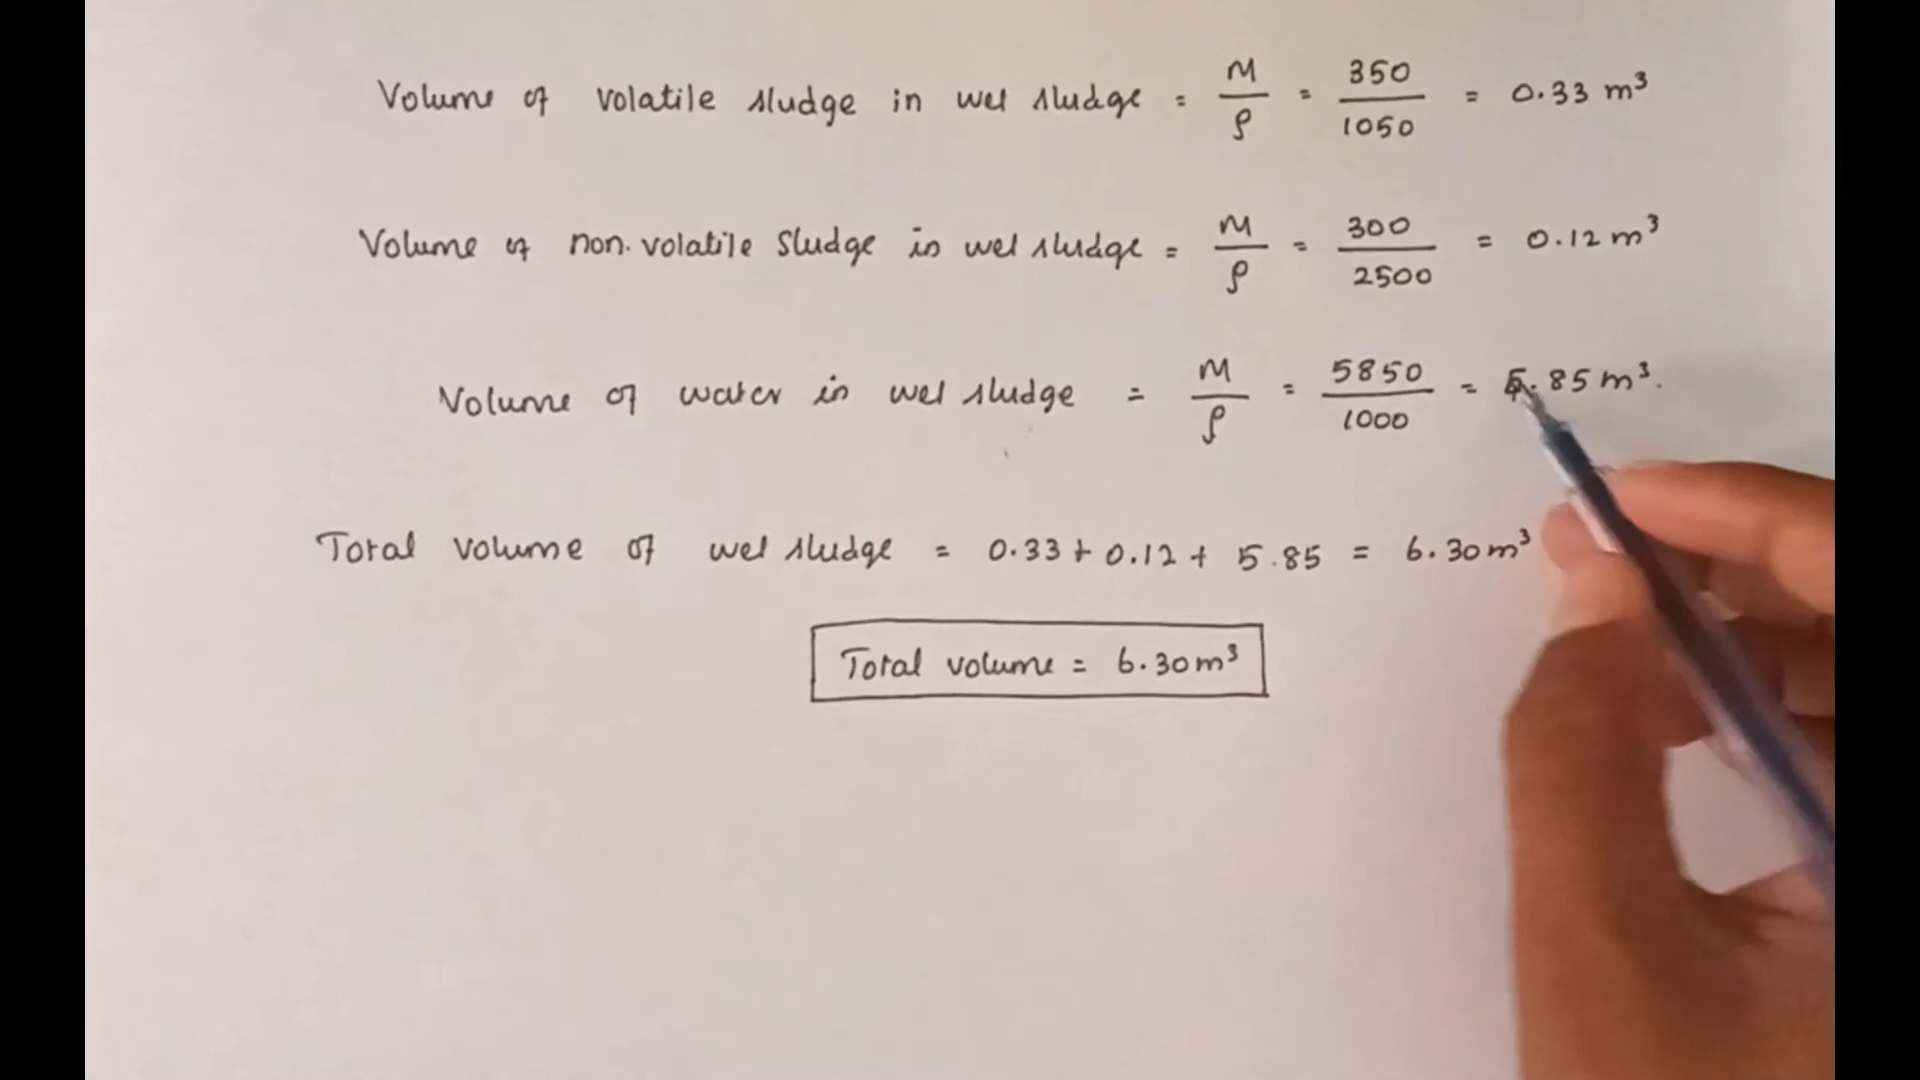 Volume of volatile sludge in wet sludge = M/ρ = 350/1050 = 0.33 m³
Volume of non-volatile sludge in wet sludge = M/ρ = 300/2500 = 0.12 m³
Volume of water in wet sludge = M/ρ = 5850/1000 = 5.85 m³.
Total volume of wet sludge = 0.33 + 0.12 + 5.85 = 6.30 m³
Total volume = 6.30 m³